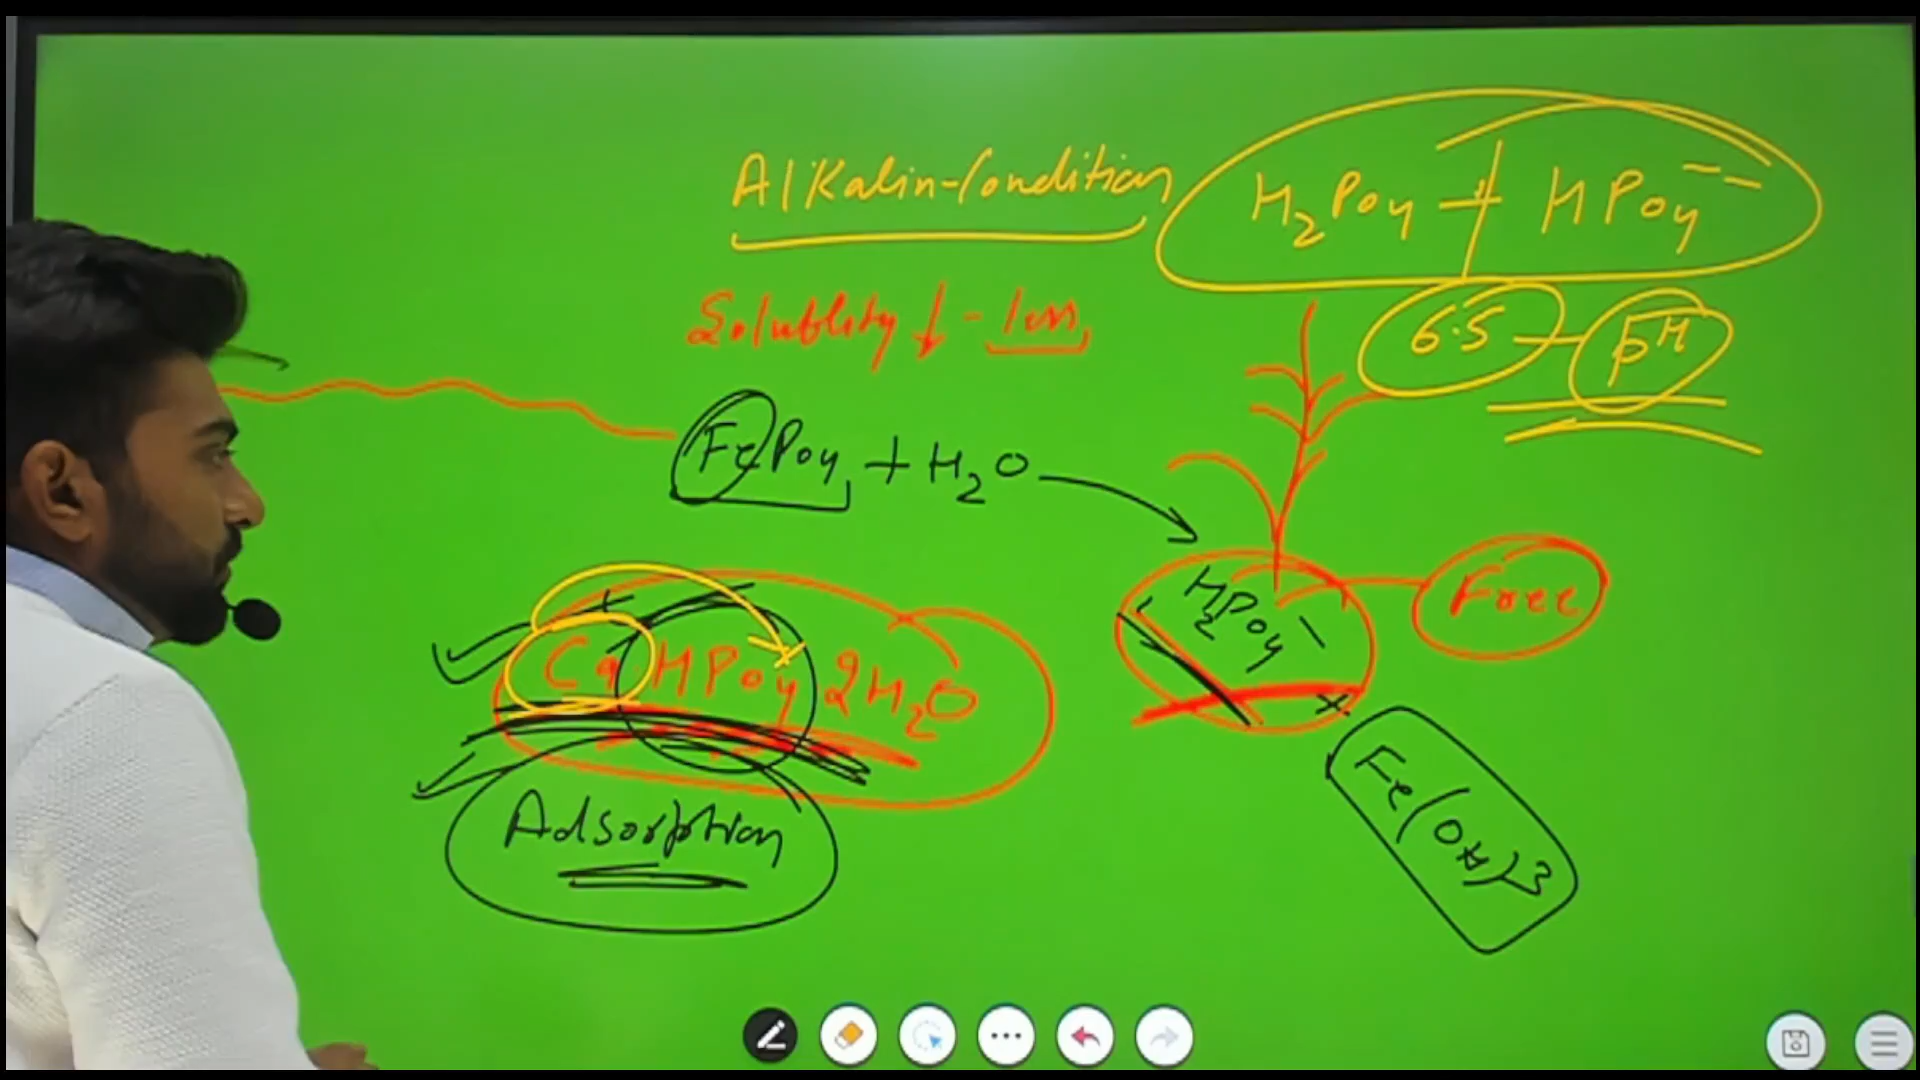 Alkalin-Condition
H₂PO₄⁻ + HPO₄⁻⁻
Solublity ↓ - less
6.5 - pH
FePO₄ + H₂O
H₂PO₄⁻
Free
CaHPO₄ 2H₂O
Adsorption
Fe(OH)3